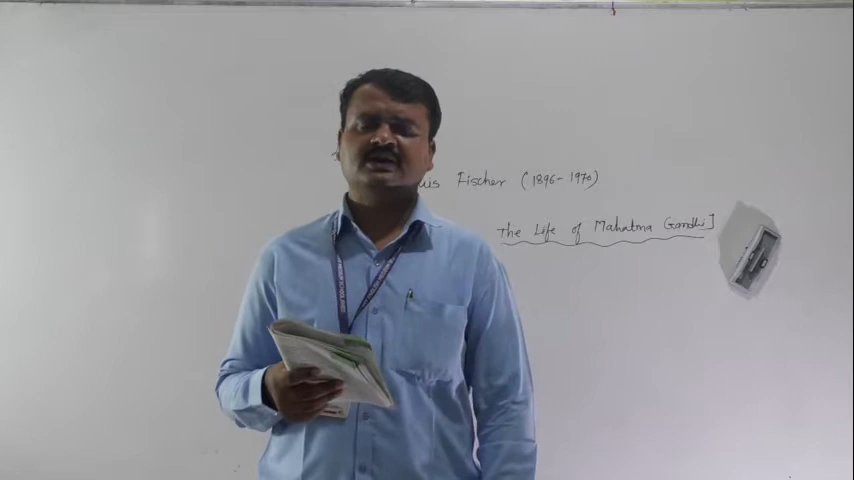 uis Fischer (1896-1970)
The Life of Mahatma Gandhi]